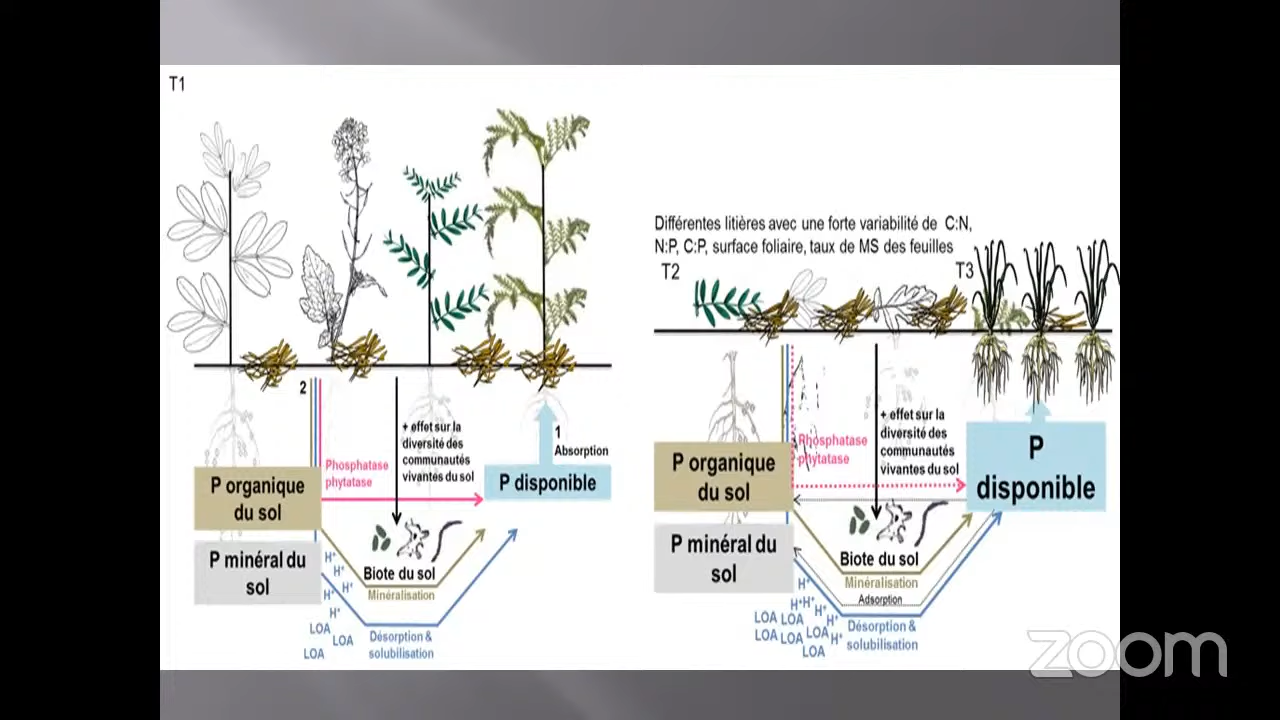 T1
2
Phosphatase
phytatase
+ effet sur la
diversité des
communautés
vivantes du sol
1
Absorption
P organique
du sol
P disponible
P minéral du
sol
H+
H+
H+
H+
H+
LOA
LOA
LOA
Biote du sol
Minéralisation
Désorption &
solubilisation
Différentes litières avec une forte variabilité de C:N,
N:P, C:P, surface foliaire, taux de MS des feuilles
T2
T3
Phosphatase
phytatase
+ effet sur la
diversité des
communautés
vivantes du sol
P organique
du sol
P
disponible
P minéral du
sol
Biote du sol
Minéralisation
Adsorption
H+
H+H+
H+
H+
H+
LOA
LOA
LOA
LOA
LOA
LOA
Désorption &
solubilisation
zoom